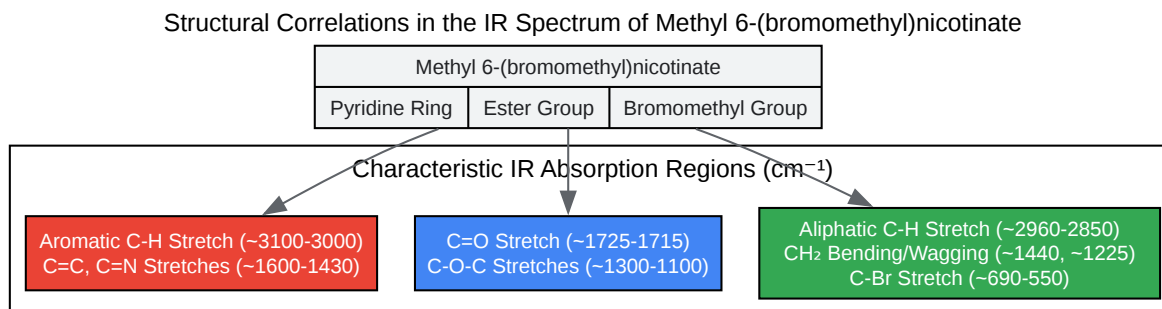 Structural Correlations in the IR Spectrum of Methyl 6-(bromomethyl)nicotinate
Methyl 6-(bromomethyl)nicotinate
Pyridine Ring
Ester Group
Bromomethyl Group
Characteristic IR Absorption Regions (cm⁻¹)
Aromatic C-H Stretch (~3100-3000)
C=C, C=N Stretches (~1600-1430)
C=O Stretch (~1725-1715)
C-O-C Stretches (~1300-1100)
Aliphatic C-H Stretch (~2960-2850)
CH₂ Bending/Wagging (~1440, ~1225)
C-Br Stretch (~690-550)